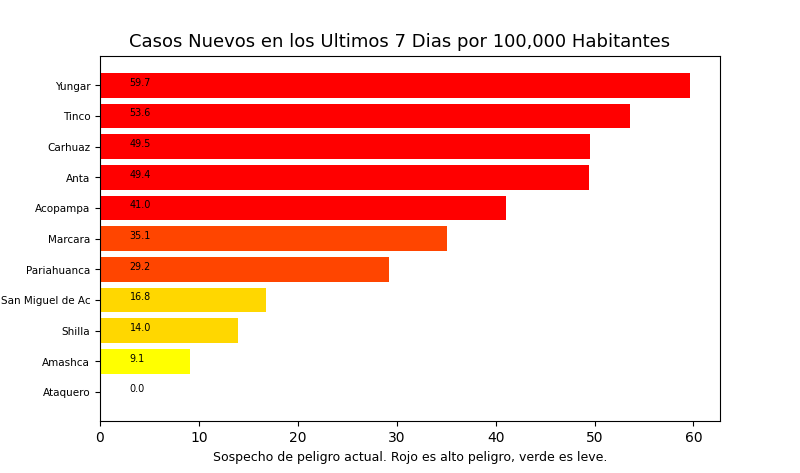 Casos Nuevos en los Ultimos 7 Dias por 100,000 Habitantes
Yungar 59.7
Tinco 53.6
Carhuaz 49.5
Anta 49.4
Acopampa 41.0
Marcara 35.1
Pariahuanca 29.2
San Miguel de Ac 16.8
Shilla 14.0
Amashca 9.1
Ataquero 0.0
0 10 20 30 40 50 60
Sospecho de peligro actual. Rojo es alto peligro, verde es leve.